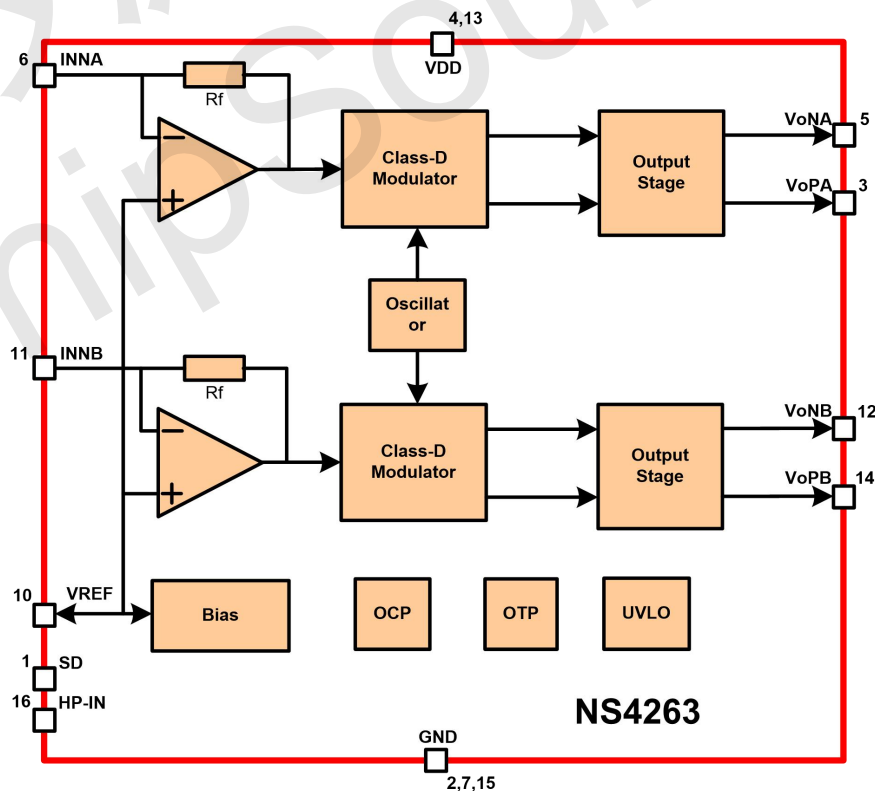 4,13
VDD
6 INNA
Rf
Class-D
Modulator
Output
Stage
VoNA 5
VoPA 3
Oscillat
or
11 INNB
Rf
Class-D
Modulator
Output
Stage
VoNB 12
VoPB 14
10 VREF
Bias
OCP
OTP
UVLO
1 SD
16 HP-IN
NS4263
GND
2,7,15